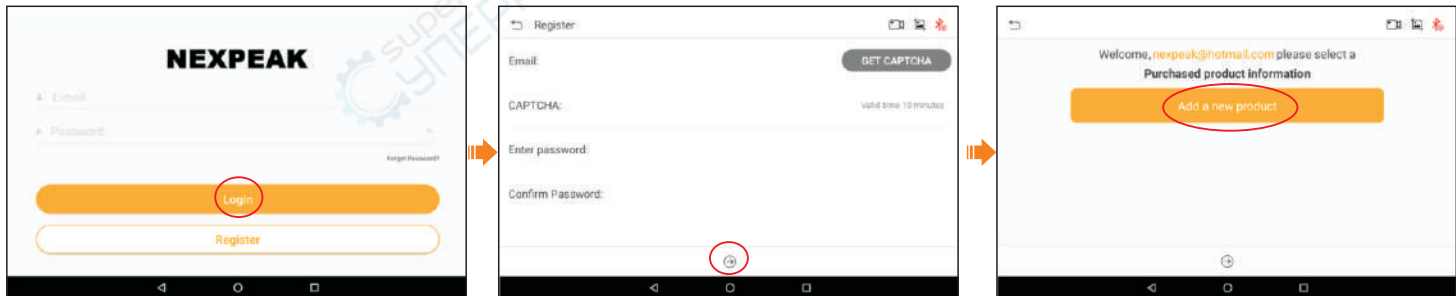 NEXPEAK
E-mail
Password
Forget Password?
Login
Register
Register
Email:
GET CAPTCHA
CAPTCHA:
Valid time 10 minutes
Enter password:
Confirm Password:
Welcome, nexpeak@hotmail.com please select a
Purchased product information
Add a new product